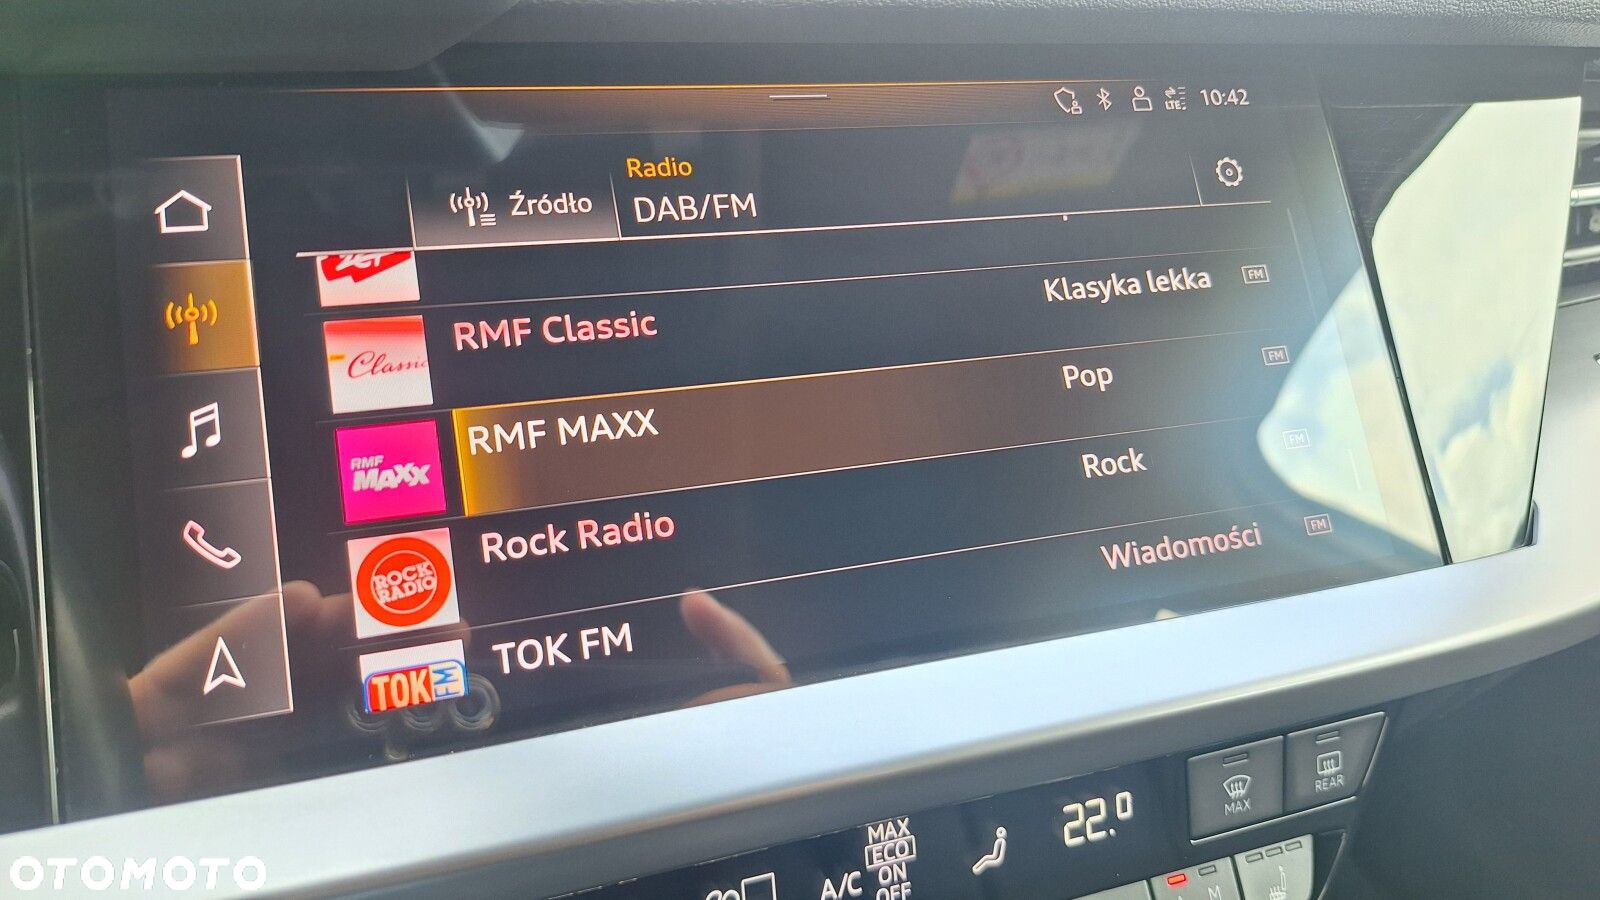 LTE
10:42
Radio
Źródło
DAB/FM
ZET
Klasyka lekka FM
RMF Classic
Classic
Pop FM
RMF MAXX
RMF
MAXX
Rock FM
Rock Radio
ROCK
RADIO
Wiadomości FM
TOK FM
TOK FM
22.0
MAX
REAR
A/C
MAX
ECO
ON
OFF
M
OTOMOTO